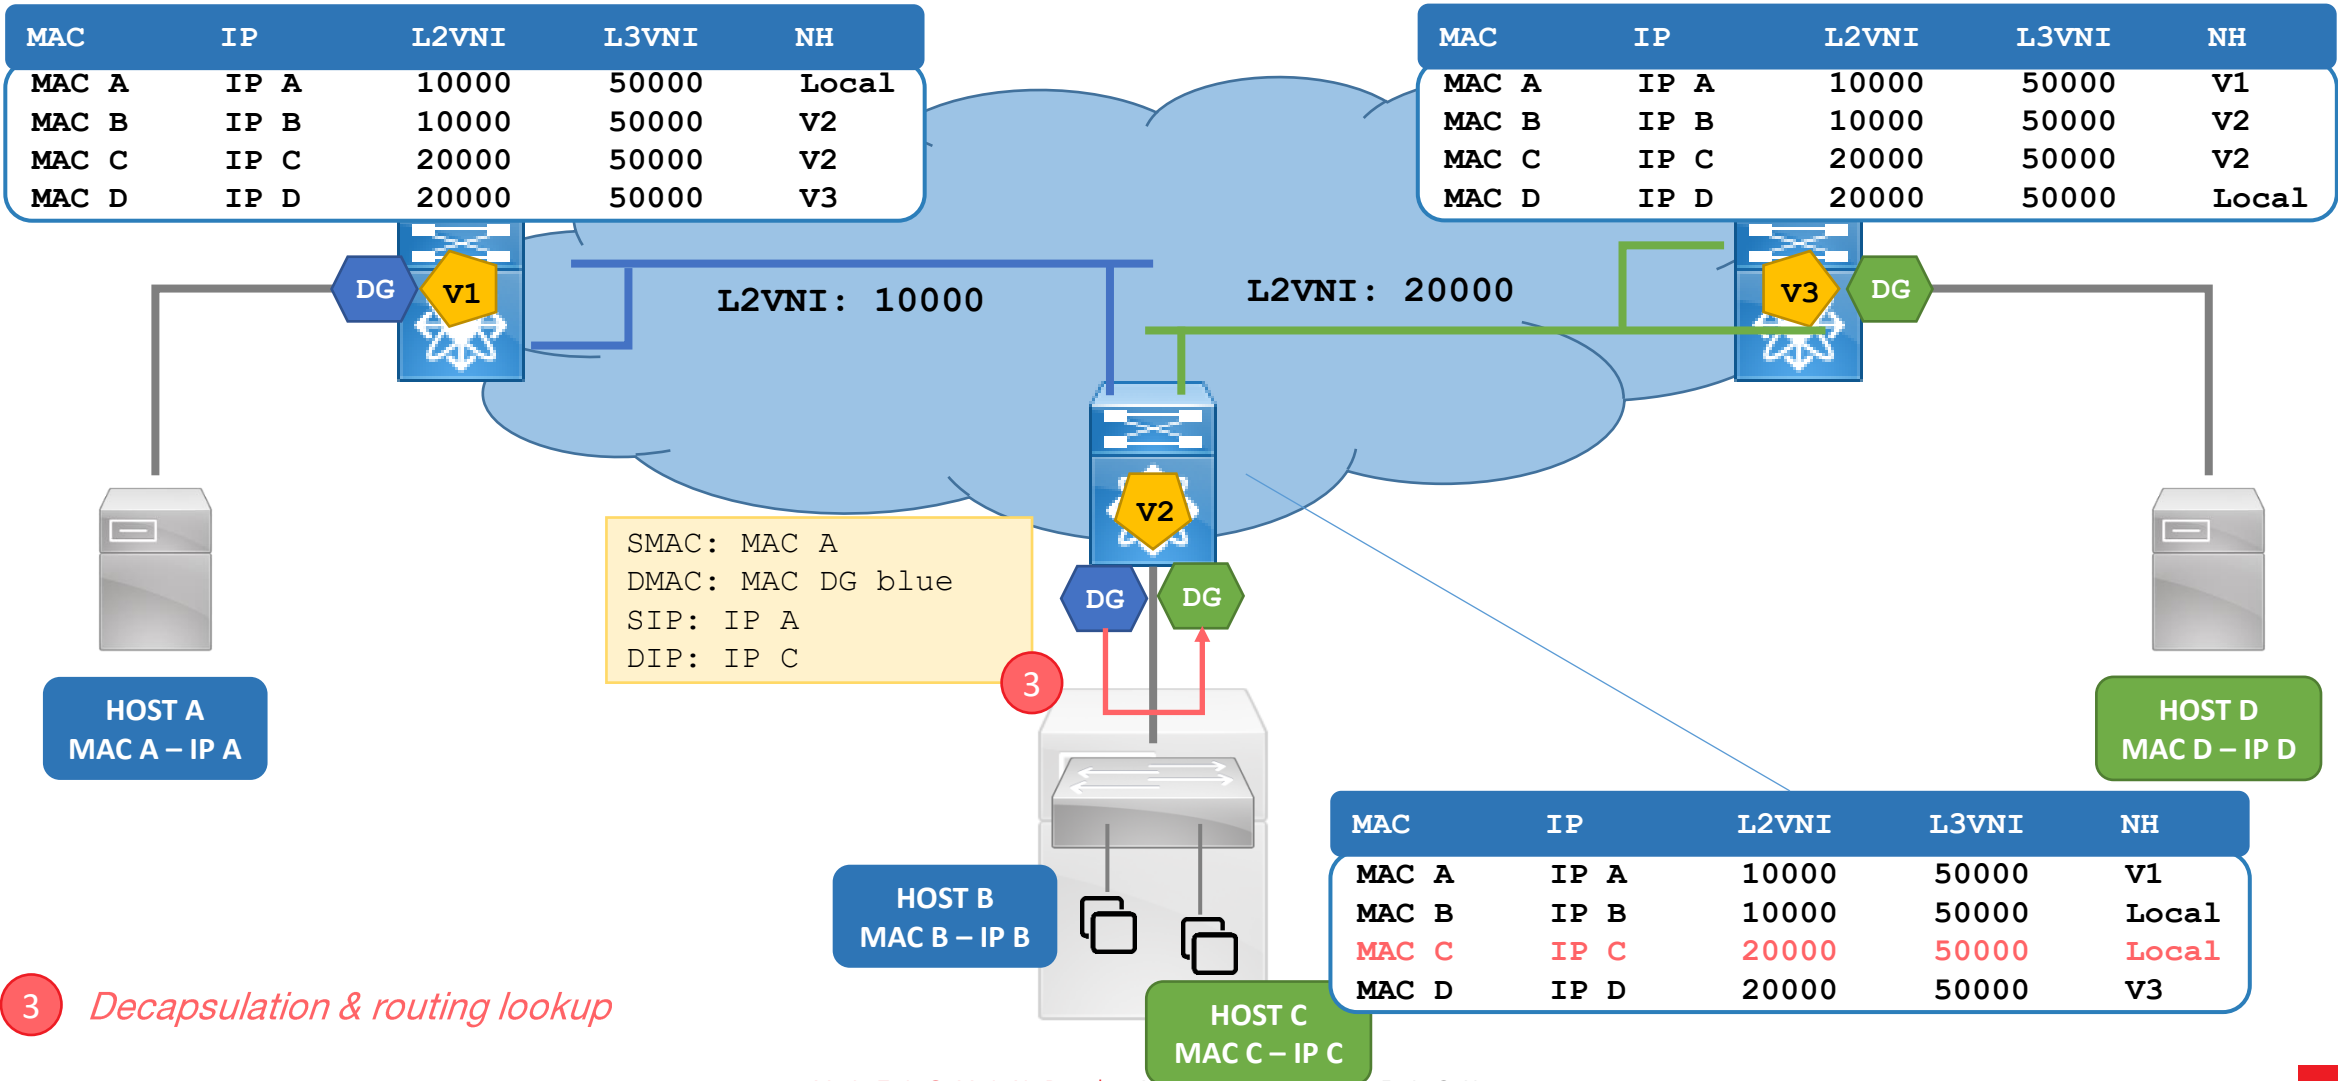 MAC IP L2VNI L3VNI NH
MAC A IP A 10000 50000 Local
MAC B IP B 10000 50000 V2
MAC C IP C 20000 50000 V2
MAC D IP D 20000 50000 V3
MAC IP L2VNI L3VNI NH
MAC A IP A 10000 50000 V1
MAC B IP B 10000 50000 V2
MAC C IP C 20000 50000 V2
MAC D IP D 20000 50000 Local
DG
V1
L2VNI: 10000
L2VNI: 20000
V3
DG
V2
SMAC: MAC A
DMAC: MAC DG blue
SIP: IP A
DIP: IP C
DG
DG
3
HOST A
MAC A – IP A
HOST D
MAC D – IP D
HOST B
MAC B – IP B
MAC IP L2VNI L3VNI NH
MAC A IP A 10000 50000 V1
MAC B IP B 10000 50000 Local
MAC C IP C 20000 50000 Local
MAC D IP D 20000 50000 V3
HOST C
MAC C – IP C
3 Decapsulation & routing lookup